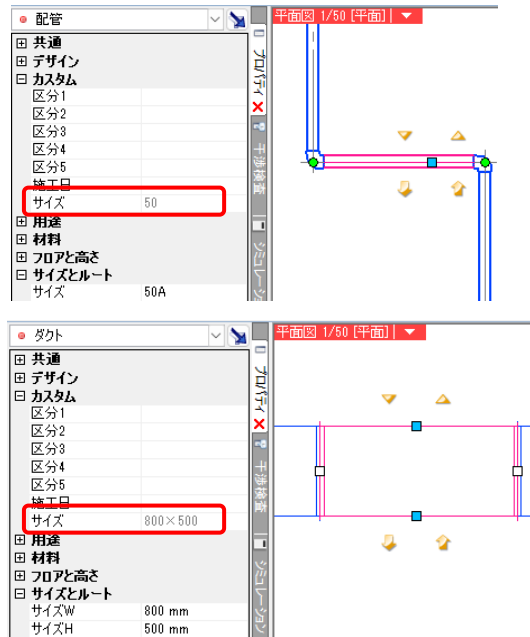 配管
平面図 1/50 [平面]
共通
デザイン
カスタム
区分1
区分2
区分3
区分4
区分5
施工日
サイズ 50
用途
材料
フロアと高さ
サイズとルート
サイズ 50A
プロパティ
干渉検査
シミュレーション
ダクト
平面図 1/50 [平面]
共通
デザイン
カスタム
区分1
区分2
区分3
区分4
区分5
施工日
サイズ 800×500
用途
材料
フロアと高さ
サイズとルート
サイズW 800 mm
サイズH 500 mm
プロパティ
干渉検査
シミュレーション